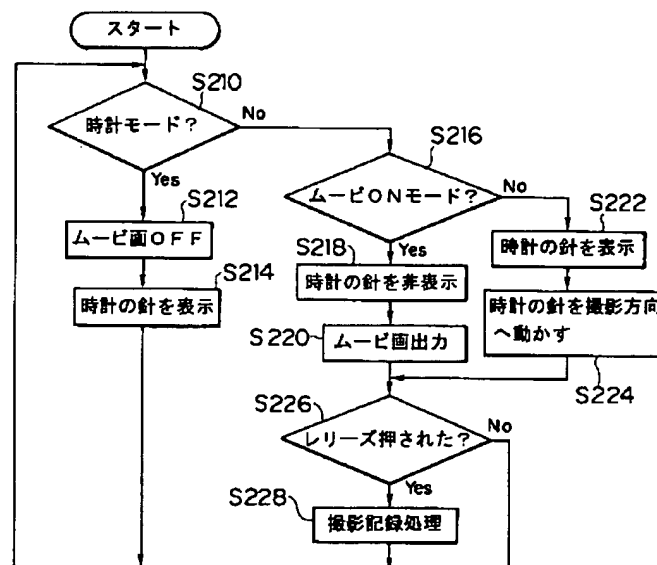 スタート
S210
時計モード？
No
Yes
S212
ムービ画OFF
S214
時計の針を表示
S216
ムービONモード？
No
Yes
S218
時計の針を非表示
S220
ムービ画出力
S222
時計の針を表示
時計の針を撮影方向
へ動かす
S224
S226
レリーズ押された？
No
Yes
S228
撮影記録処理